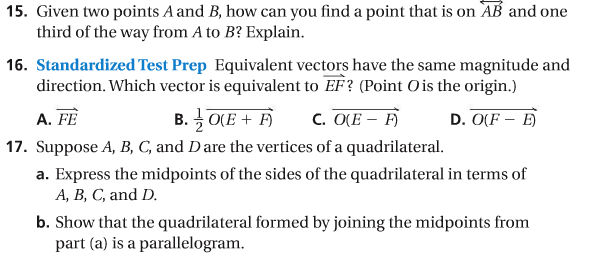 15. Given two points A and B, how can you find a point that is on AB and one
third of the way from A to B? Explain.
16. Standardized Test Prep Equivalent vectors have the same magnitude and
direction. Which vector is equivalent to EF? (Point O is the origin.)
A. FE B. 1/2 O(E + F) C. O(E − F) D. O(F − E)
17. Suppose A, B, C, and D are the vertices of a quadrilateral.
a. Express the midpoints of the sides of the quadrilateral in terms of
A, B, C, and D.
b. Show that the quadrilateral formed by joining the midpoints from
part (a) is a parallelogram.